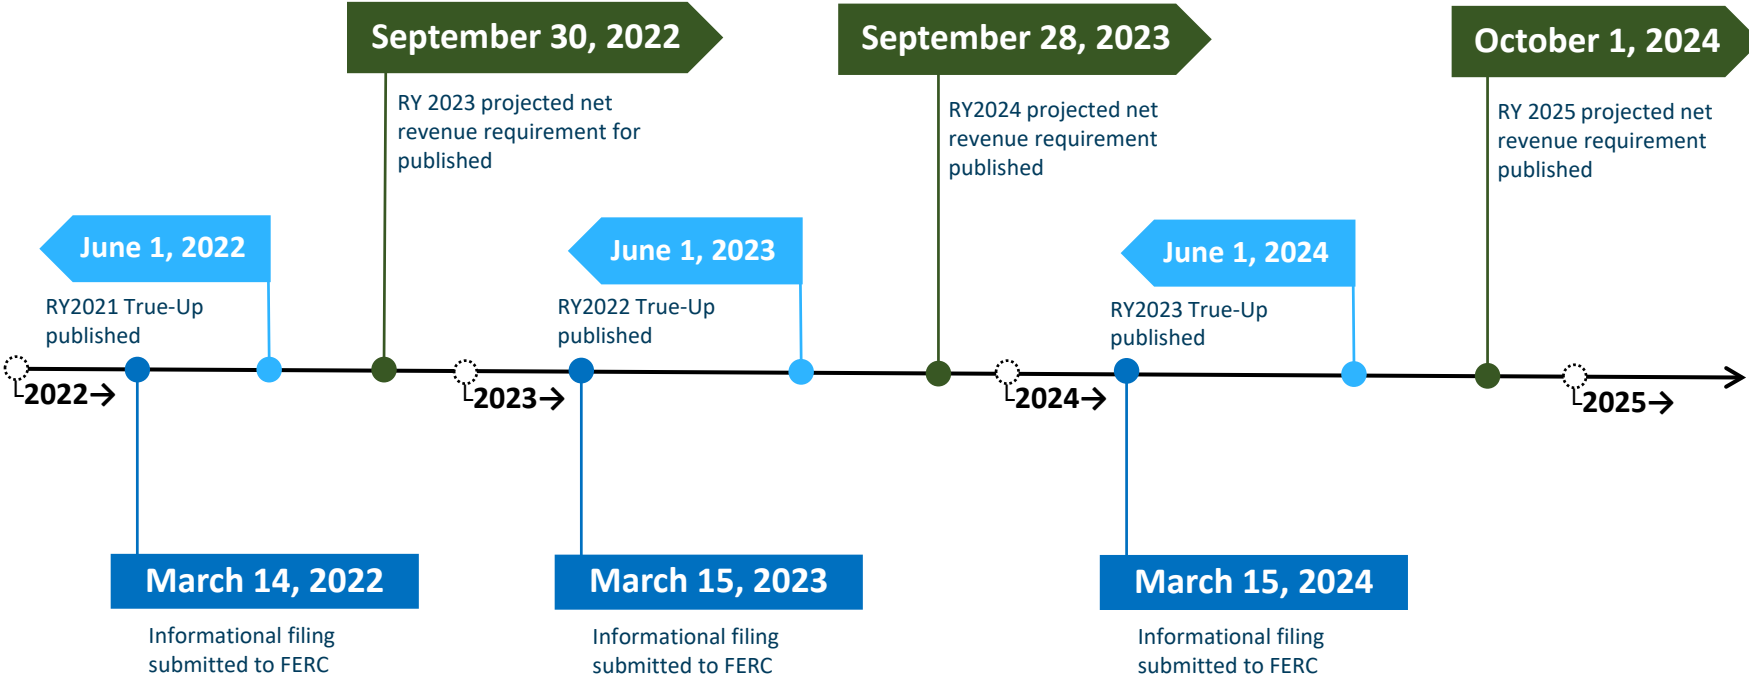 September 30, 2022
RY 2023 projected net
revenue requirement for
published
September 28, 2023
RY2024 projected net
revenue requirement
published
October 1, 2024
RY 2025 projected net
revenue requirement
published
June 1, 2022
RY2021 True-Up
published
June 1, 2023
RY2022 True-Up
published
June 1, 2024
RY2023 True-Up
published
2022→
2023→
2024→
2025→
March 14, 2022
Informational filing
submitted to FERC
March 15, 2023
Informational filing
submitted to FERC
March 15, 2024
Informational filing
submitted to FERC